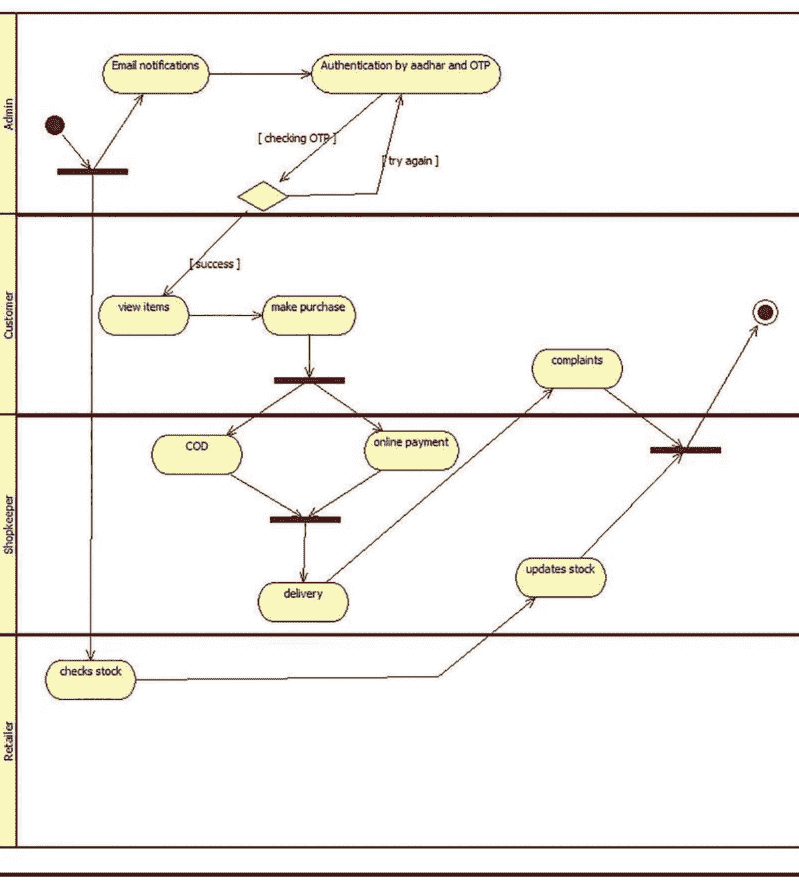 Admin
Email notifications
Authentication by aadhar and OTP
[ checking OTP ]
[ try again ]
Customer
[ success ]
view items
make purchase
complaints
Shopkeeper
COD
online payment
delivery
updates stock
Retailer
checks stock